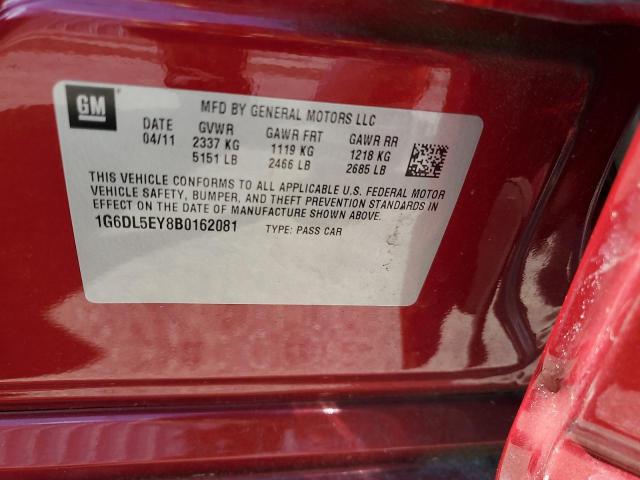 GM
MFD BY GENERAL MOTORS LLC
DATE GVWR GAWR FRT GAWR RR
04/11 2337 KG 1119 KG 1218 KG
5151 LB 2466 LB 2685 LB
THIS VEHICLE CONFORMS TO ALL APPLICABLE U.S. FEDERAL MOTOR
VEHICLE SAFETY, BUMPER, AND THEFT PREVENTION STANDARDS IN
EFFECT ON THE DATE OF MANUFACTURE SHOWN ABOVE.
1G6DL5EY8B0162081 TYPE: PASS CAR